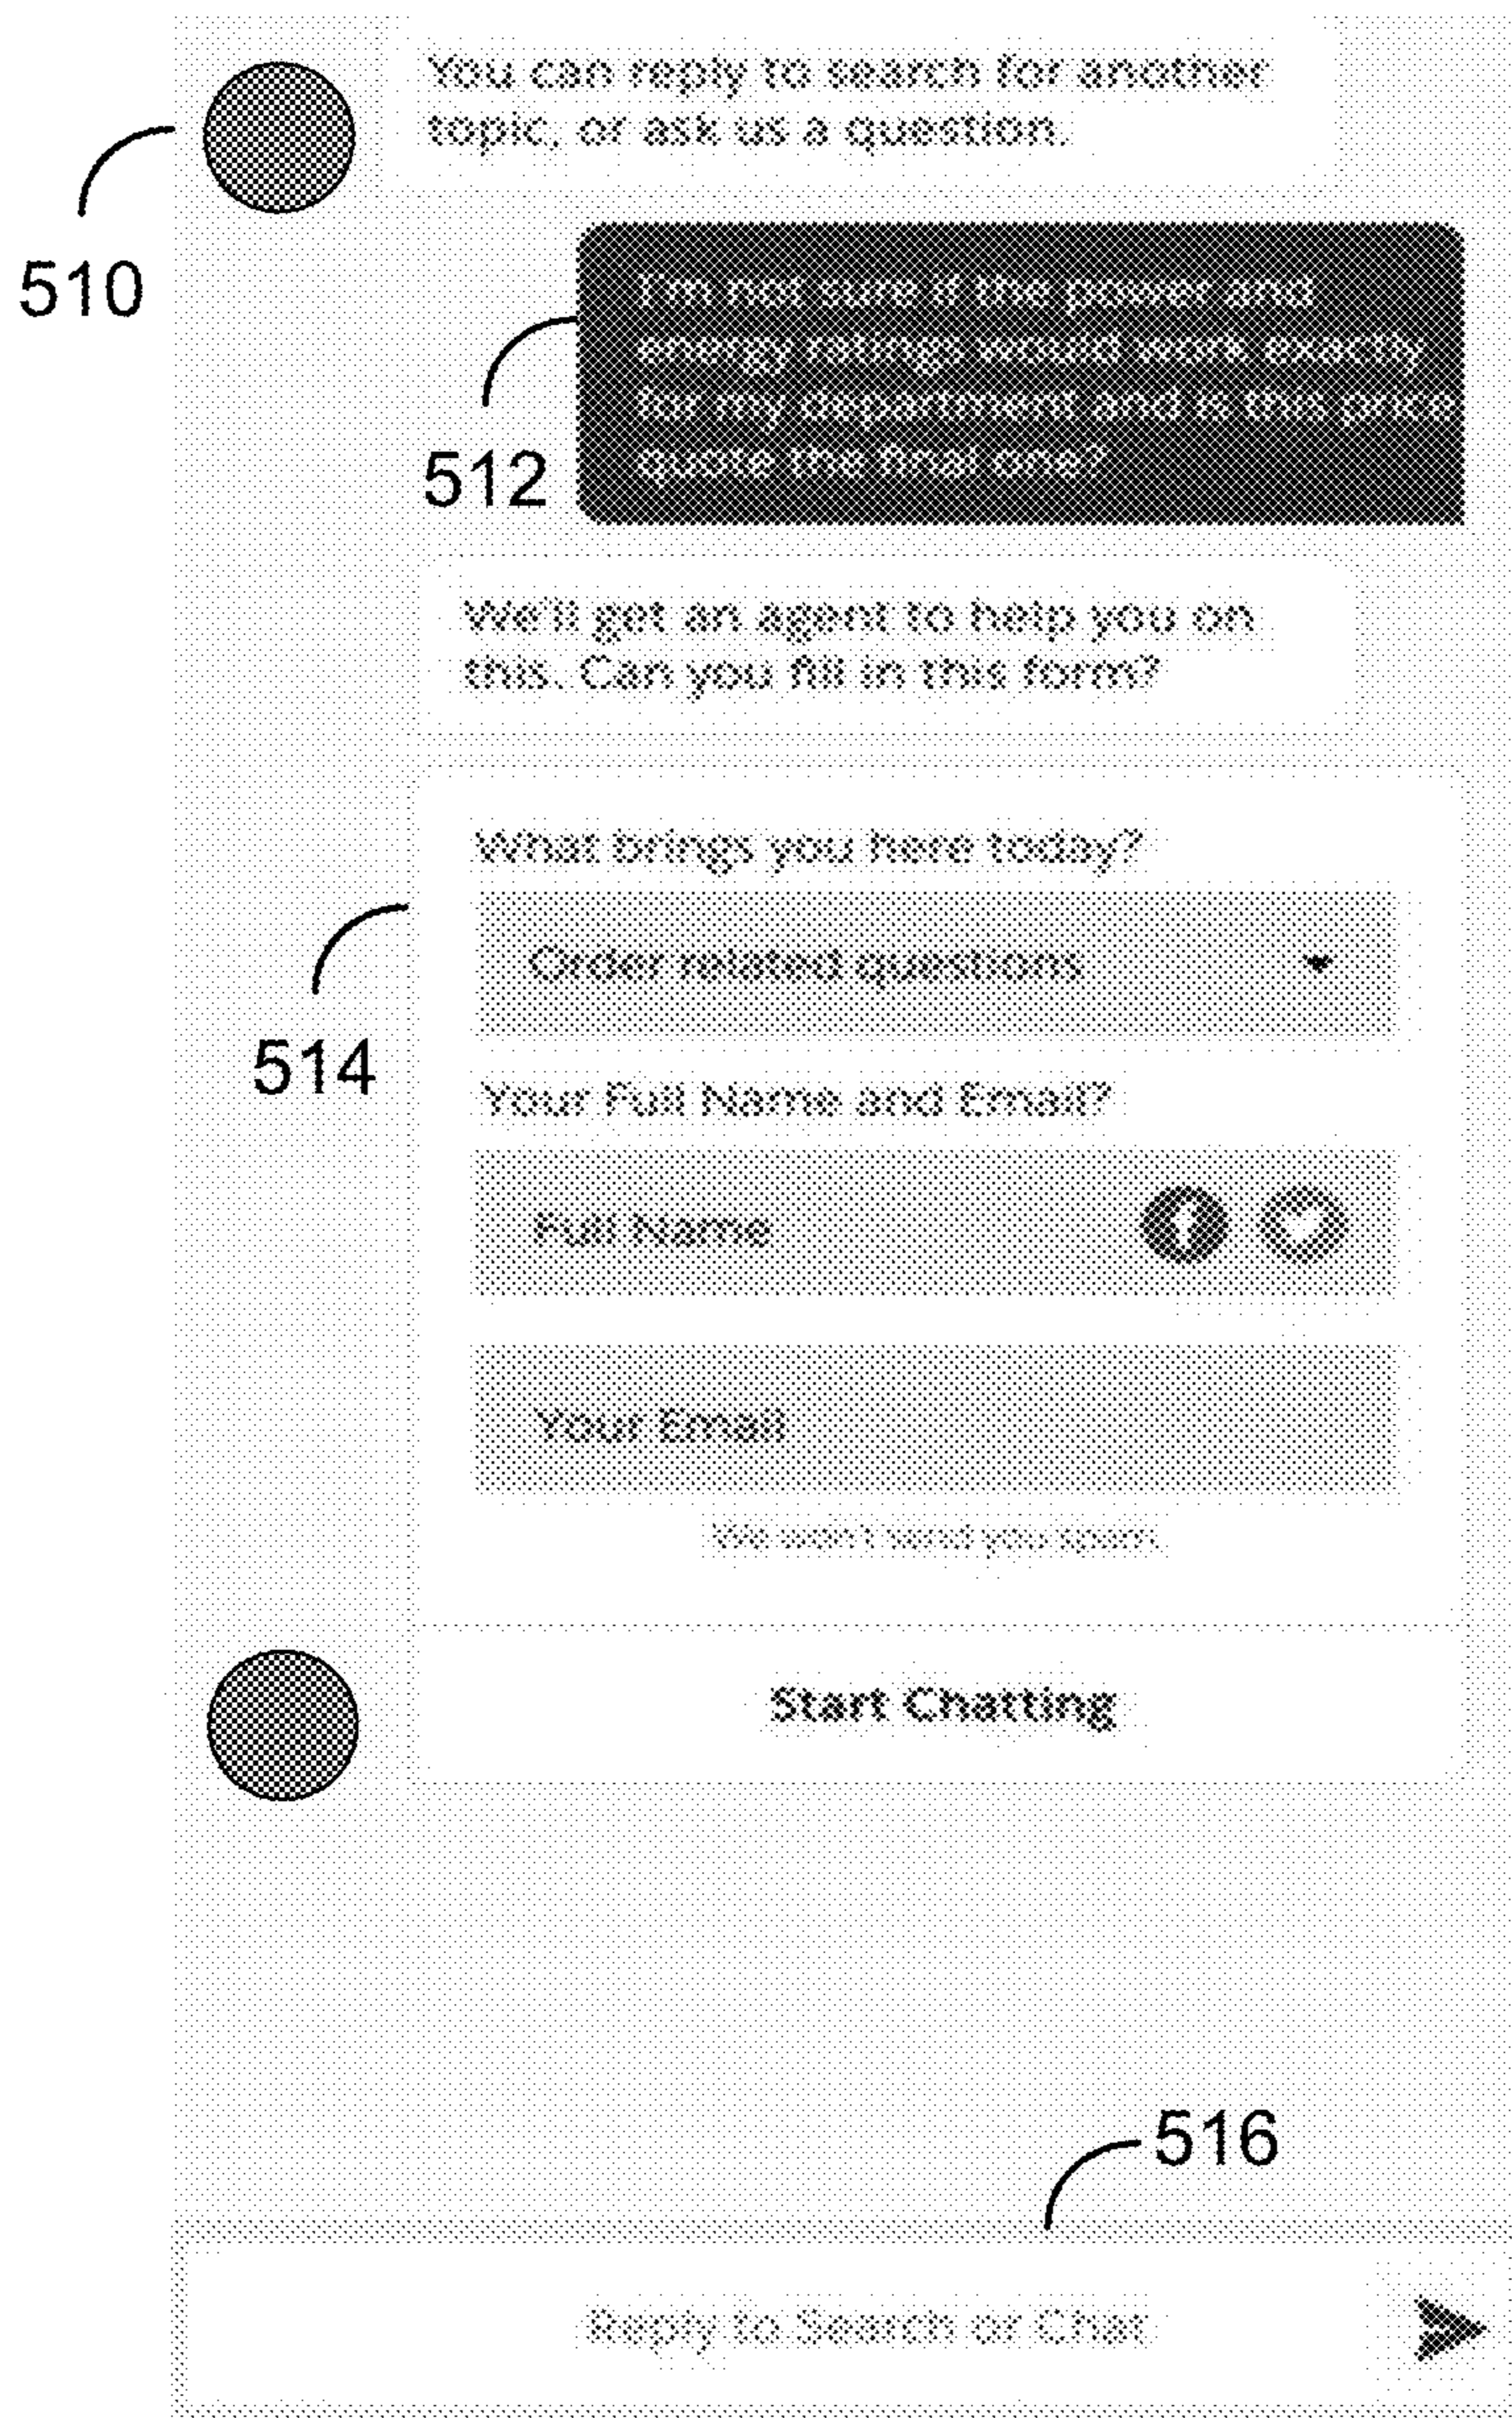 You can reply to search for another
topic, or ask us a question.
510
I'm not sure if the power and
energy ratings would work exactly
for my department and is this price
quote the final one?
512
We'll get an agent to help you on
this. Can you fill in this form?
What brings you here today?
Order related questions
514
Your Full Name and Email?
Full Name
Your Email
We won't send you spam.
Start Chatting
516
Reply to Search or Chat